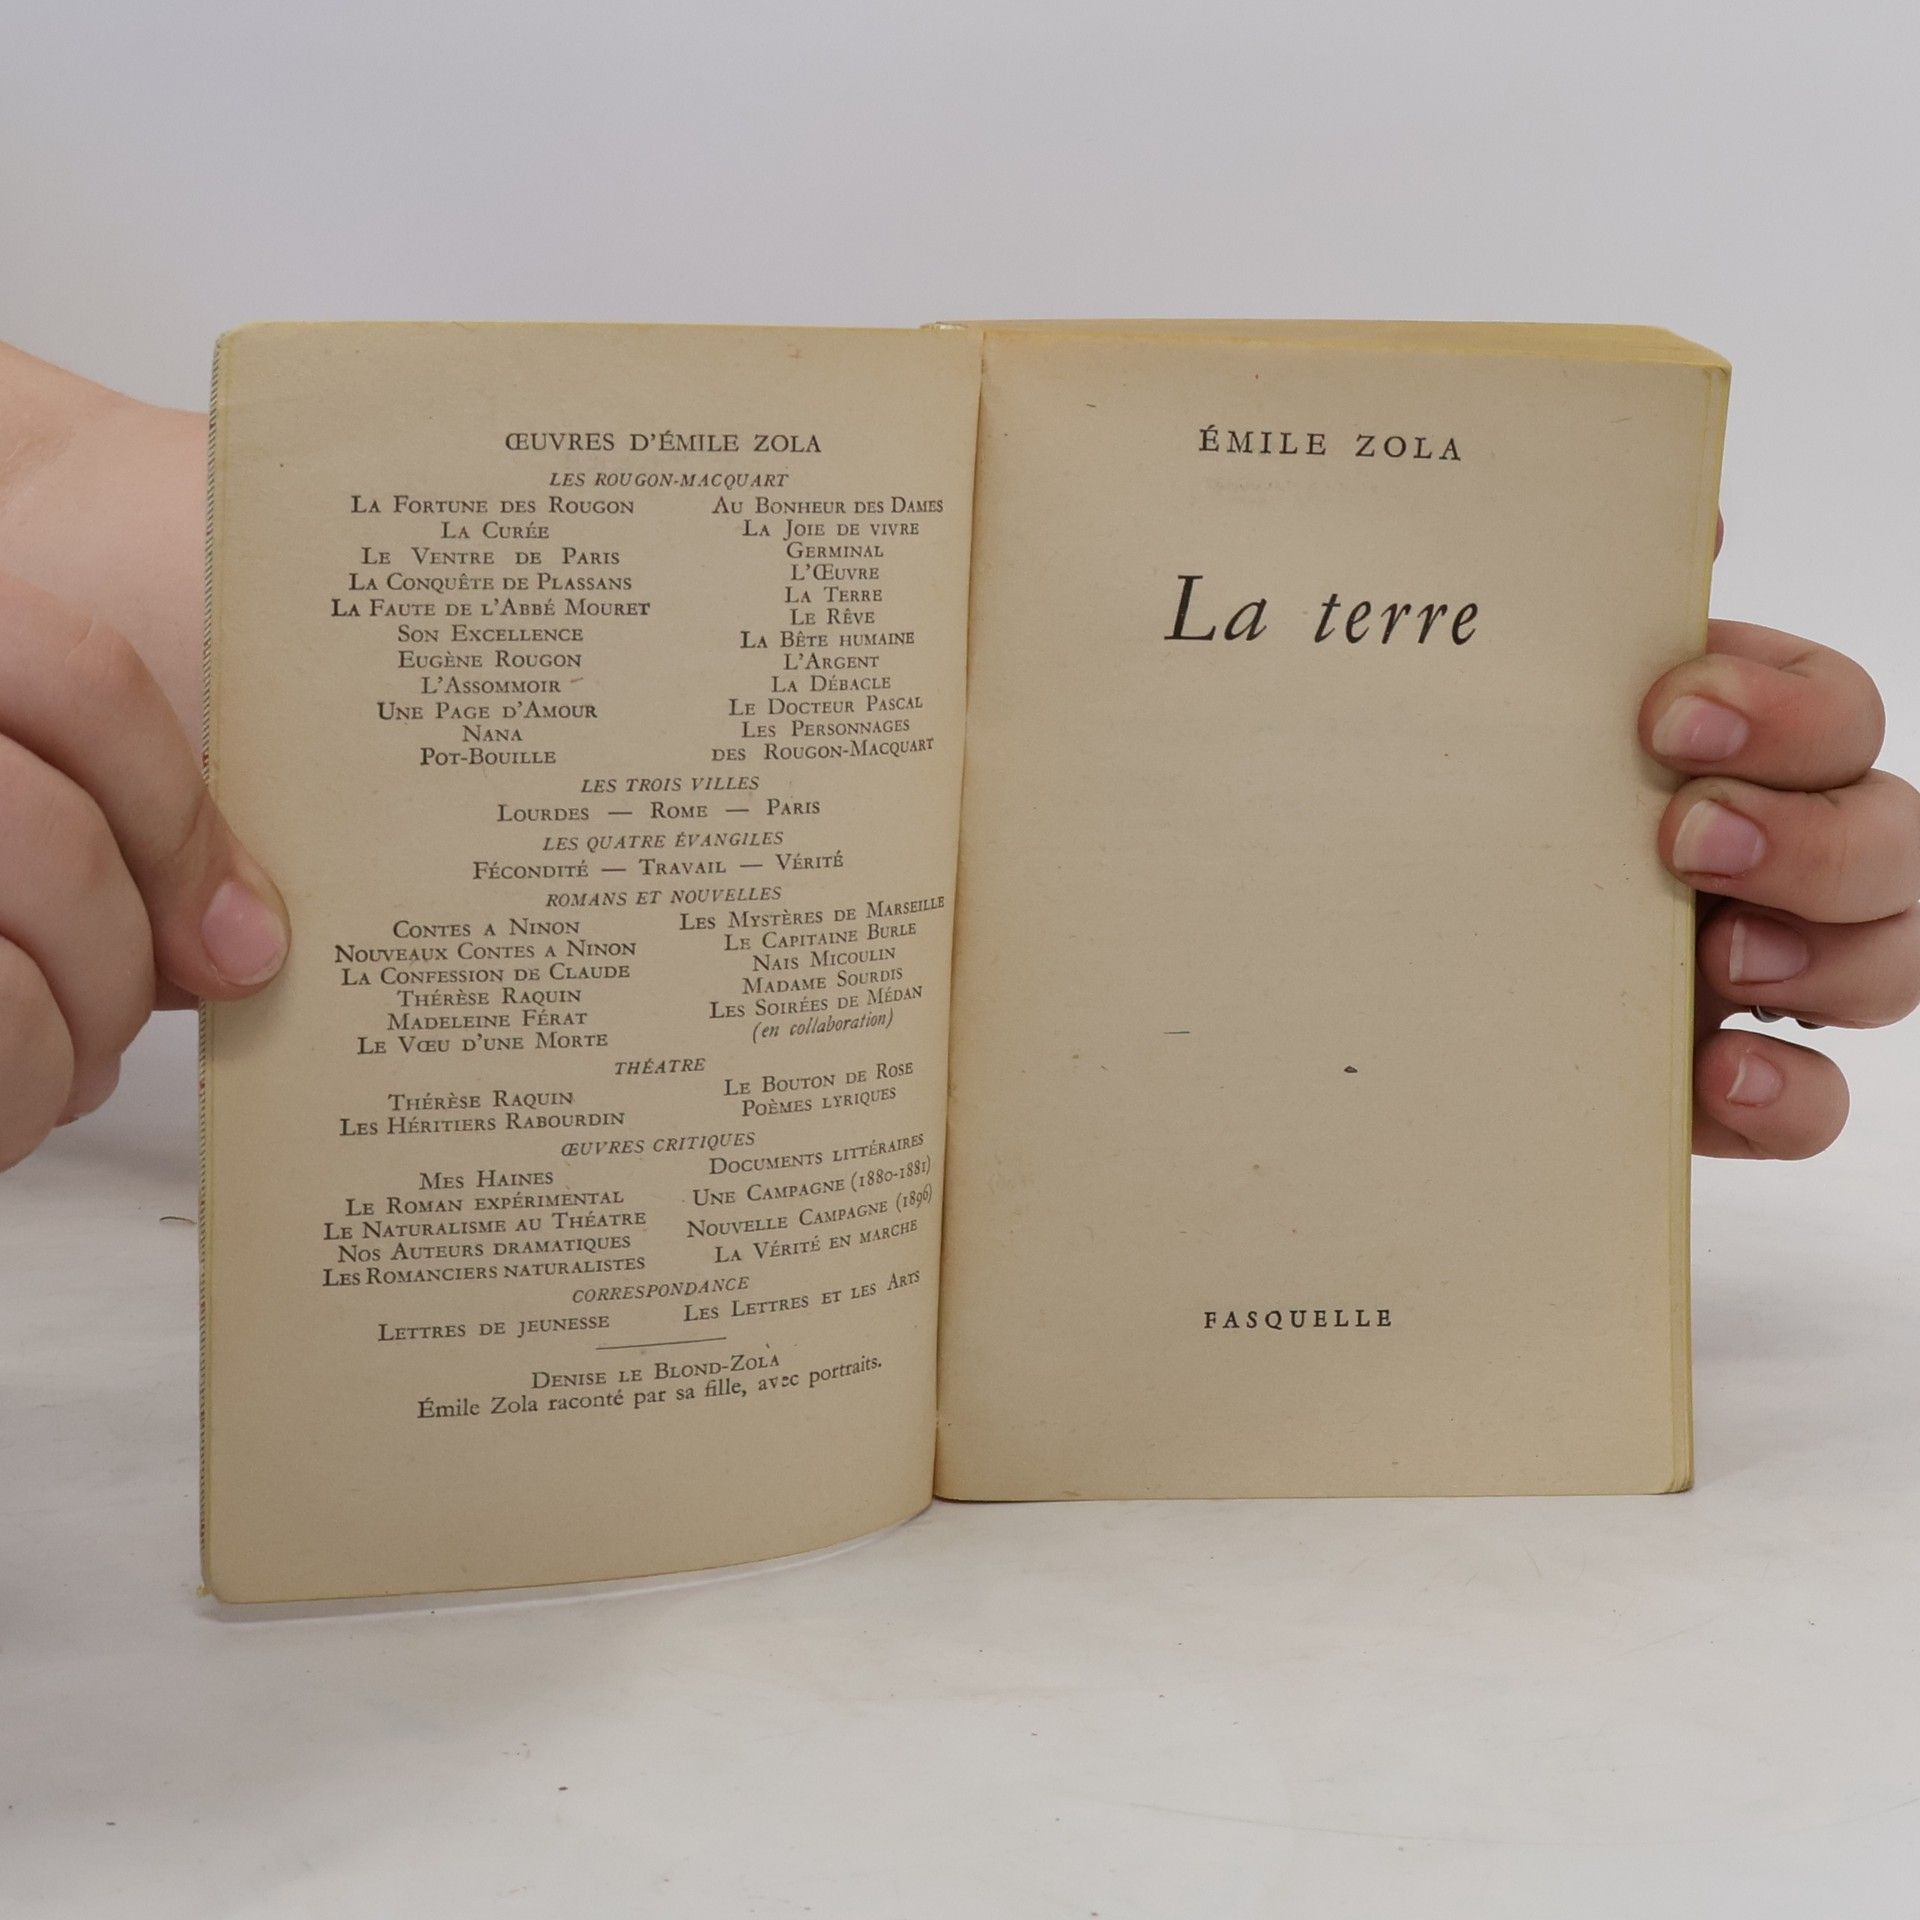 ŒUVRES D'ÉMILE ZOLA
LES ROUGON-MACQUART
LA FORTUNE DES ROUGON
LA CURÉE
LE VENTRE DE PARIS
LA CONQUÊTE DE PLASSANS
LA FAUTE DE L'ABBÉ MOURET
SON EXCELLENCE
EUGÈNE ROUGON
L'ASSOMMOIR
UNE PAGE D'AMOUR
NANA
POT-BOUILLE
AU BONHEUR DES DAMES
LA JOIE DE VIVRE
GERMINAL
L'ŒUVRE
LA TERRE
LE RÊVE
LA BÊTE HUMAINE
L'ARGENT
LA DÉBACLE
LE DOCTEUR PASCAL
LES PERSONNAGES
DES ROUGON-MACQUART
LES TROIS VILLES
LOURDES — ROME — PARIS
LES QUATRE ÉVANGILES
FÉCONDITÉ — TRAVAIL — VÉRITÉ
ROMANS ET NOUVELLES
CONTES A NINON
NOUVEAUX CONTES A NINON
LA CONFESSION DE CLAUDE
THÉRÈSE RAQUIN
MADELEINE FÉRAT
LE VŒU D'UNE MORTE
LES MYSTÈRES DE MARSEILLE
LE CAPITAINE BURLE
NAIS MICOULIN
MADAME SOURDIS
LES SOIRÉES DE MÉDAN
(en collaboration)
THÉATRE
THÉRÈSE RAQUIN
LES HÉRITIERS RABOURDIN
LE BOUTON DE ROSE
POÈMES LYRIQUES
ŒUVRES CRITIQUES
MES HAINES
LE ROMAN EXPÉRIMENTAL
LE NATURALISME AU THÉATRE
NOS AUTEURS DRAMATIQUES
LES ROMANCIERS NATURALISTES
DOCUMENTS LITTÉRAIRES
UNE CAMPAGNE (1880-1881)
NOUVELLE CAMPAGNE (1896)
LA VÉRITÉ EN MARCHE
CORRESPONDANCE
LETTRES DE JEUNESSE
LES LETTRES ET LES ARTS
DENISE LE BLOND-ZOLA
Émile Zola raconté par sa fille, avec portraits.
ÉMILE ZOLA
La terre
FASQUELLE